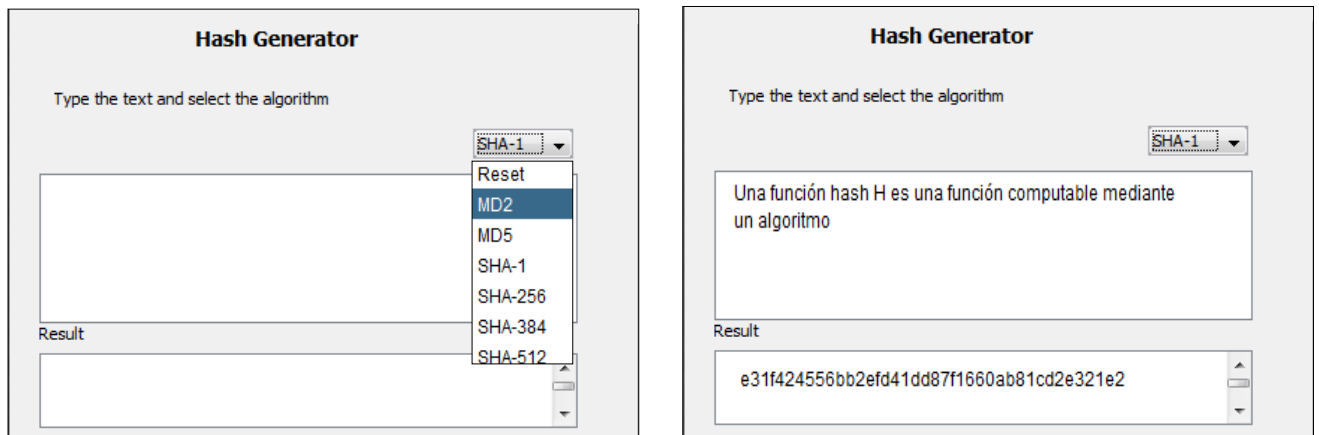 Hash Generator
Type the text and select the algorithm
SHA-1
Reset
MD2
MD5
SHA-1
SHA-256
SHA-384
SHA-512
Result
Hash Generator
Type the text and select the algorithm
SHA-1
Una función hash H es una función computable mediante
un algoritmo
Result
e31f424556bb2efd41dd87f1660ab81cd2e321e2